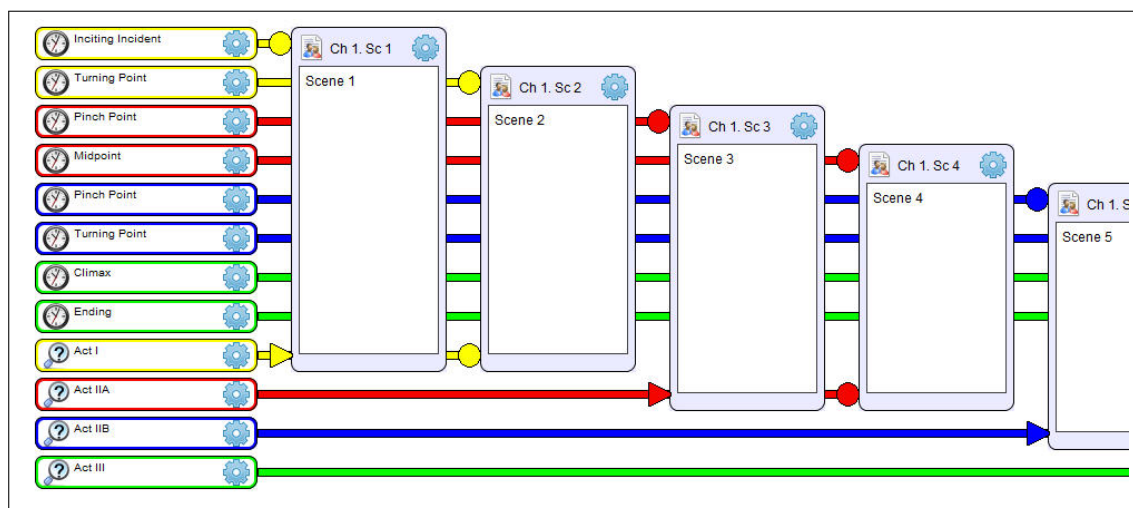 Inciting Incident
Turning Point
Pinch Point
Midpoint
Pinch Point
Turning Point
Climax
Ending
Act I
Act IIA
Act IIB
Act III
Ch 1. Sc 1
Scene 1
Ch 1. Sc 2
Scene 2
Ch 1. Sc 3
Scene 3
Ch 1. Sc 4
Scene 4
Ch 1. S
Scene 5